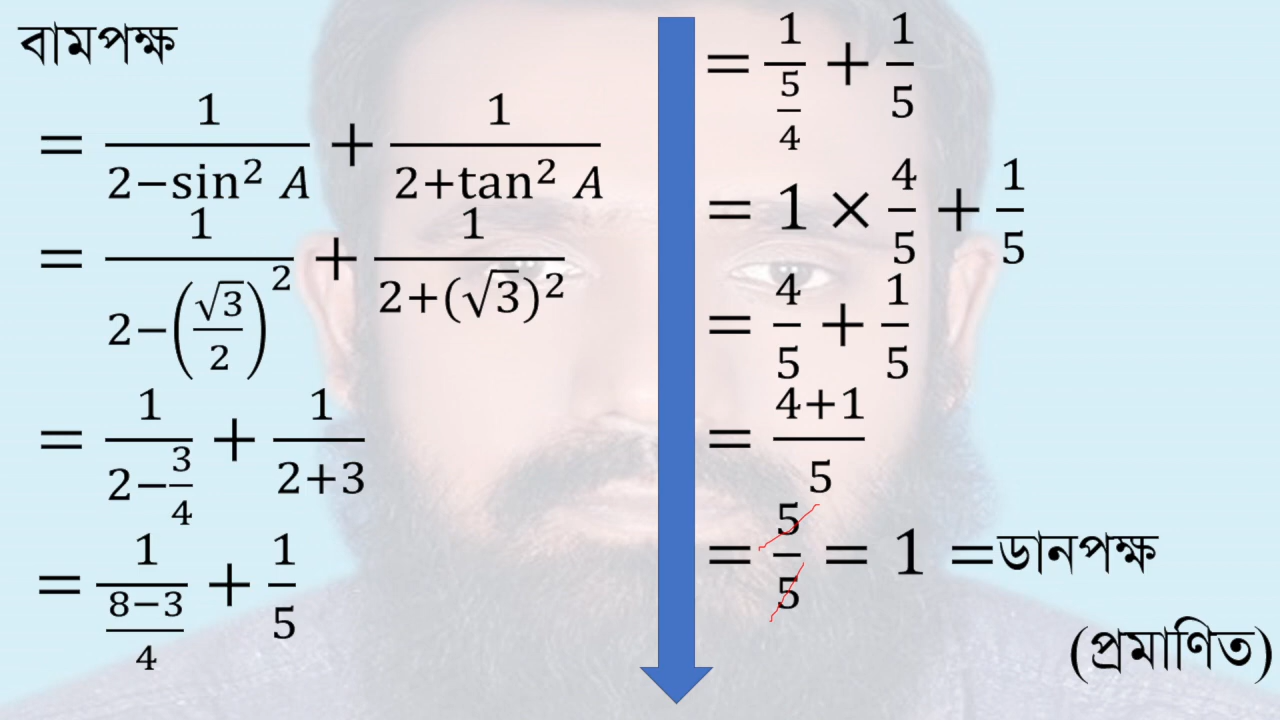 বামপক্ষ
= 1/(2−sin² A) + 1/(2+tan² A)
= 1/(2−(√3/2)²) + 1/(2+(√3)²)
= 1/(2−3/4) + 1/(2+3)
= 1/((8−3)/4) + 1/5
= 1/(5/4) + 1/5
= 1 × 4/5 + 1/5
= 4/5 + 1/5
= (4+1)/5
= 5/5 = 1 =ডানপক্ষ
(প্রমাণিত)